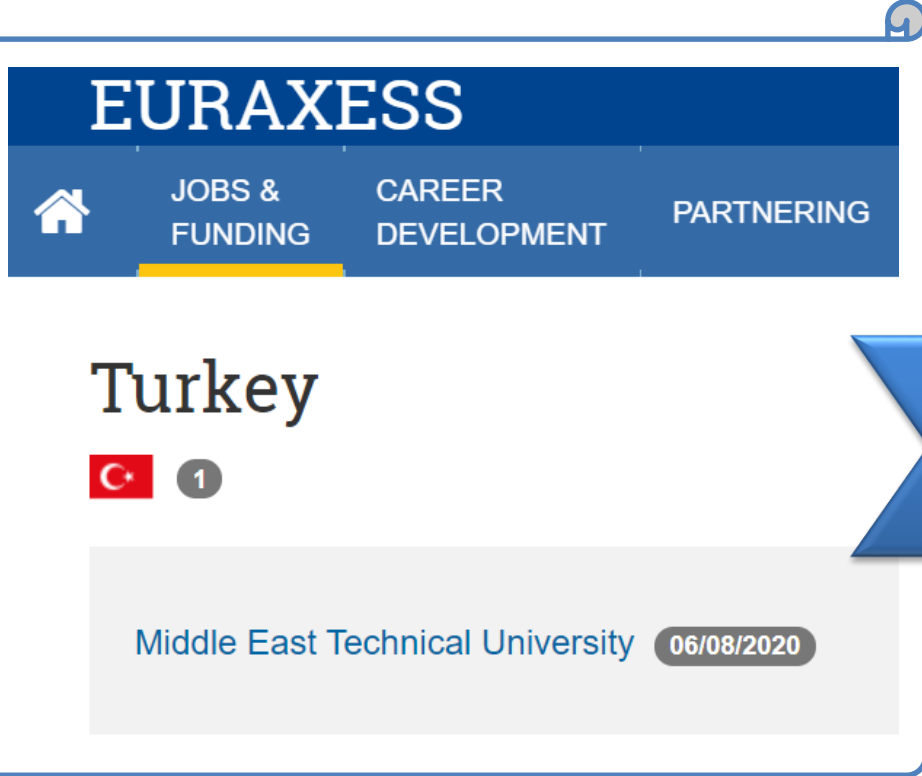 EURAXESS
JOBS &
FUNDING
CAREER
DEVELOPMENT
PARTNERING
Turkey
1
Middle East Technical University 06/08/2020